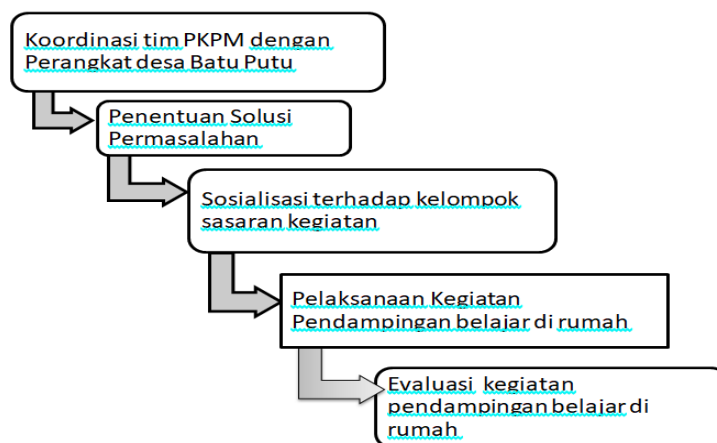 Koordinasi tim PKPM dengan
Perangkat desa Batu Putu
Penentuan Solusi
Permasalahan
Sosialisasi terhadap kelompok
sasaran kegiatan
Pelaksanaan Kegiatan
Pendampingan belajar di rumah
Evaluasi kegiatan
pendampingan belajar di
rumah